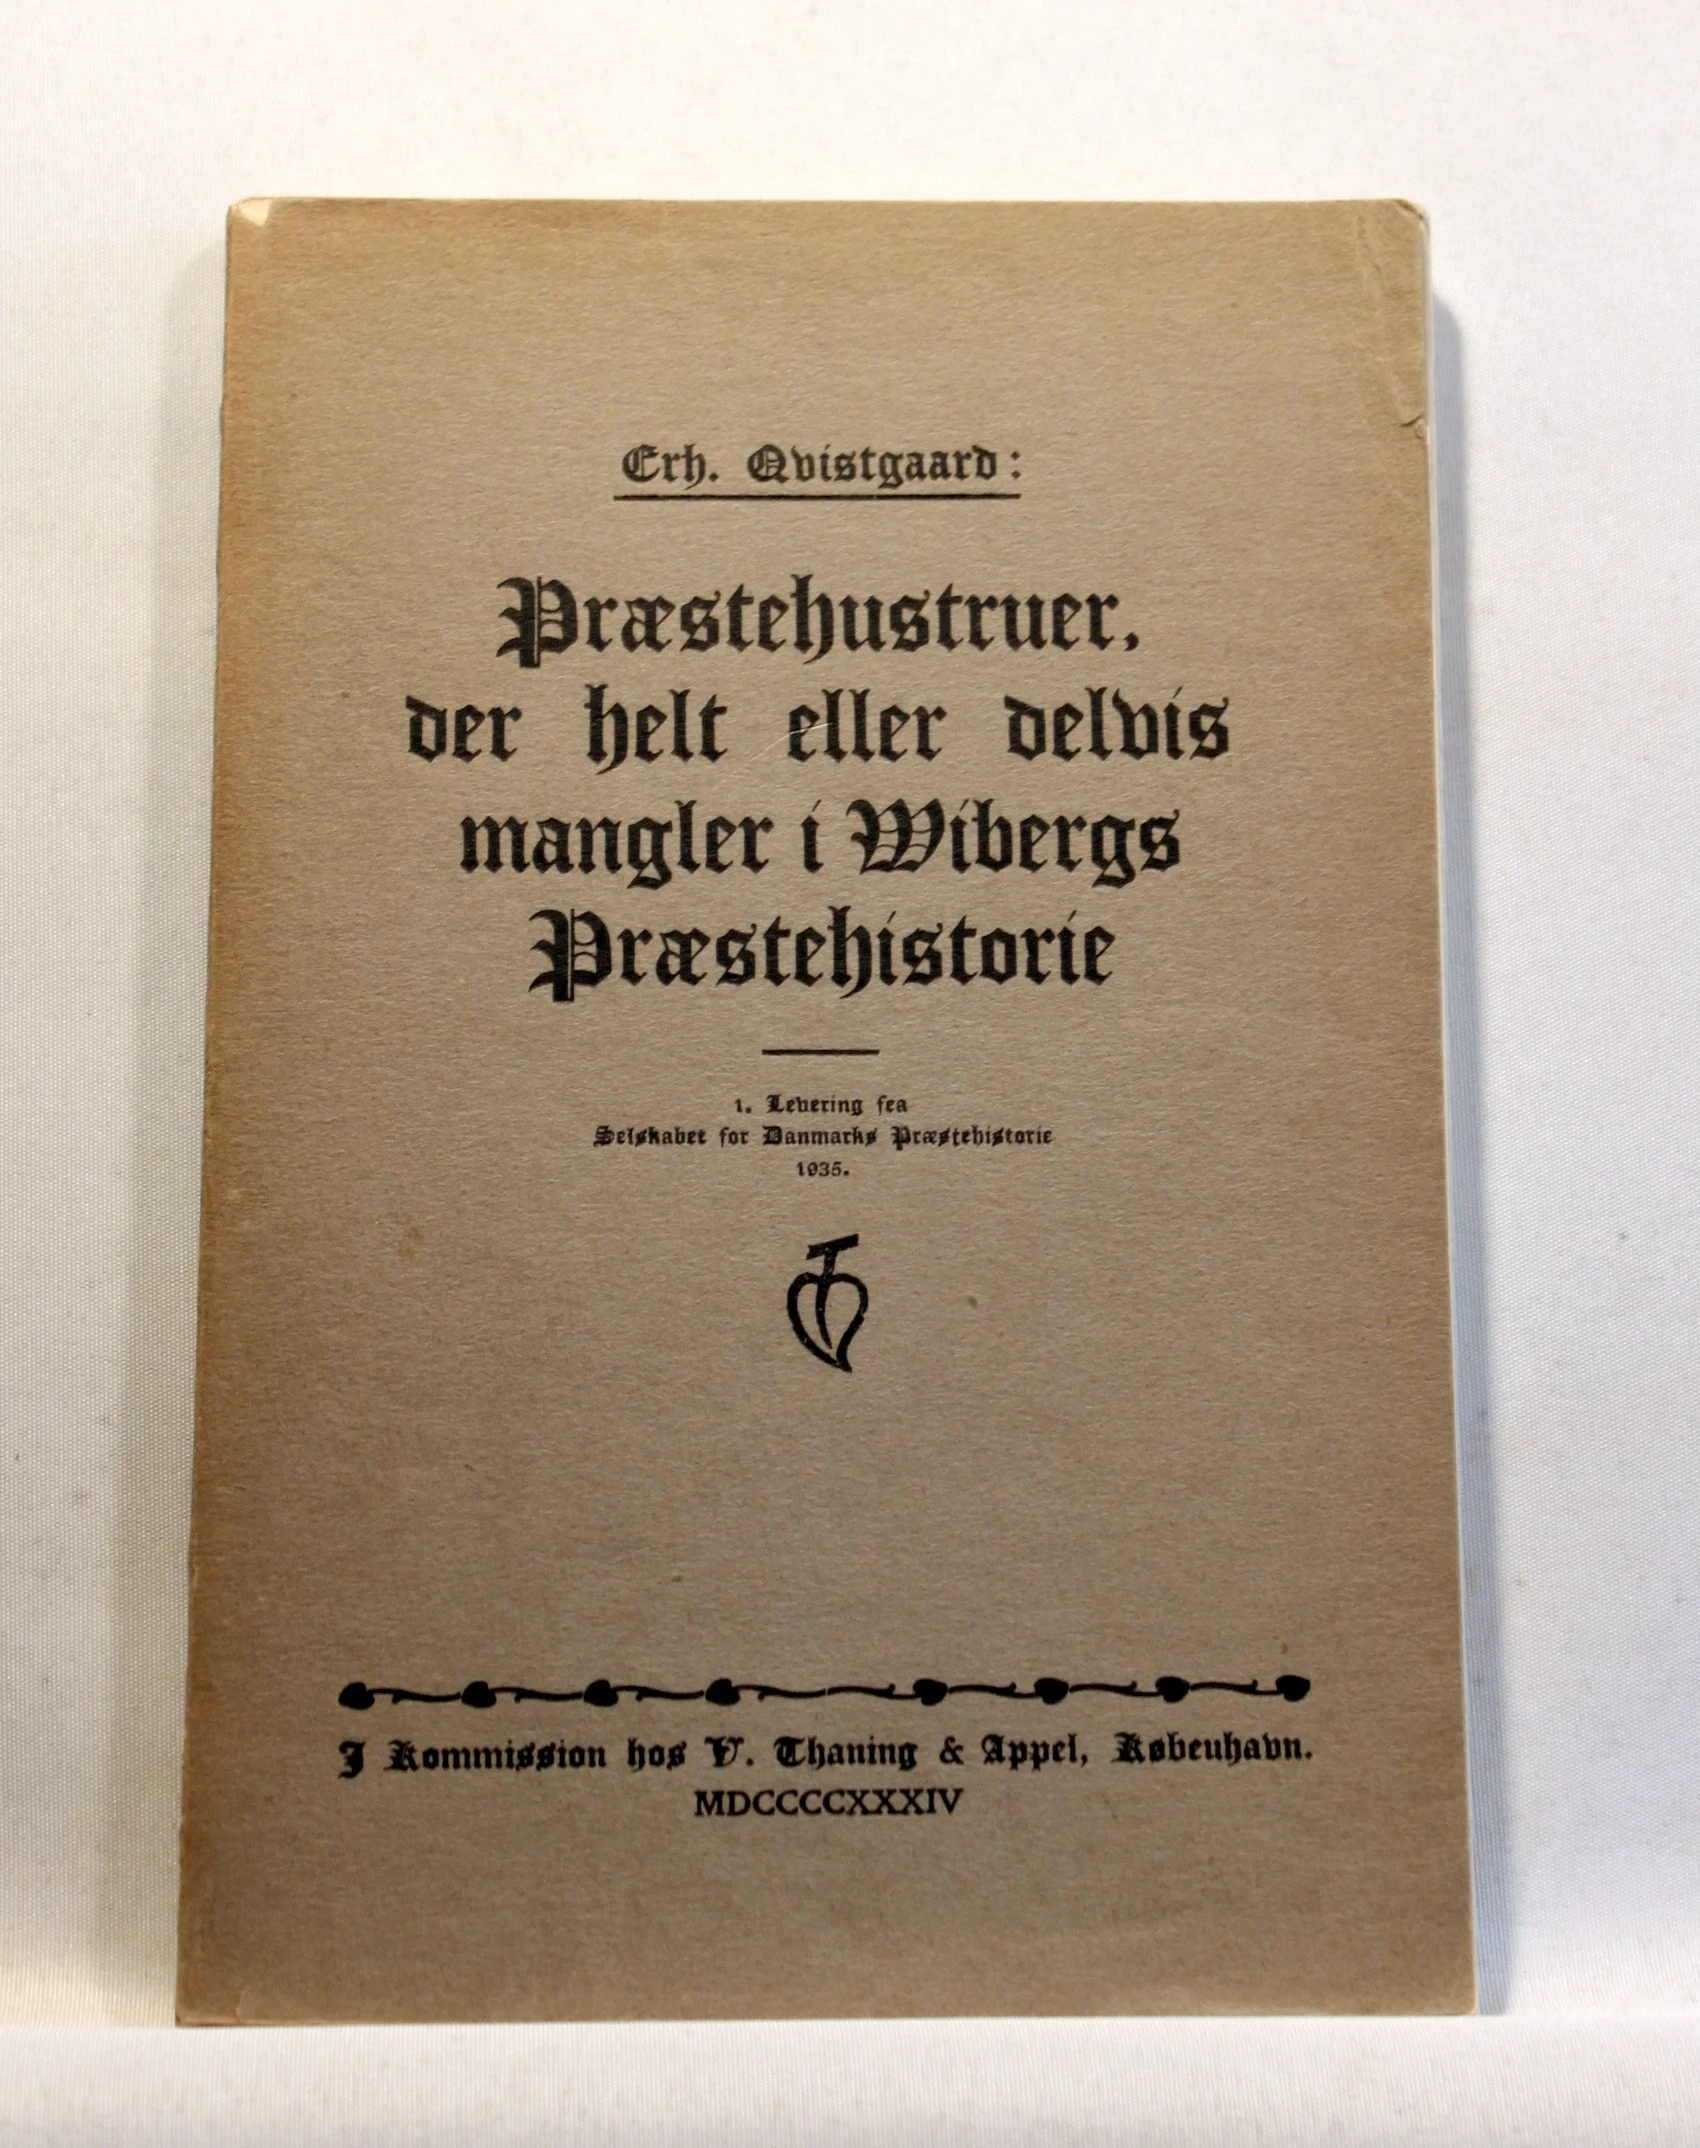 Erh. Qvistgaard:
Præstehustruer,
der helt eller delvis
mangler i Wibergs
Præstehistorie
1. Levering fra
Selskabet for Danmarks Præstehistorie
1935.
I Kommission hos V. Thaning & Appel, København.
MDCCCCXXXIV